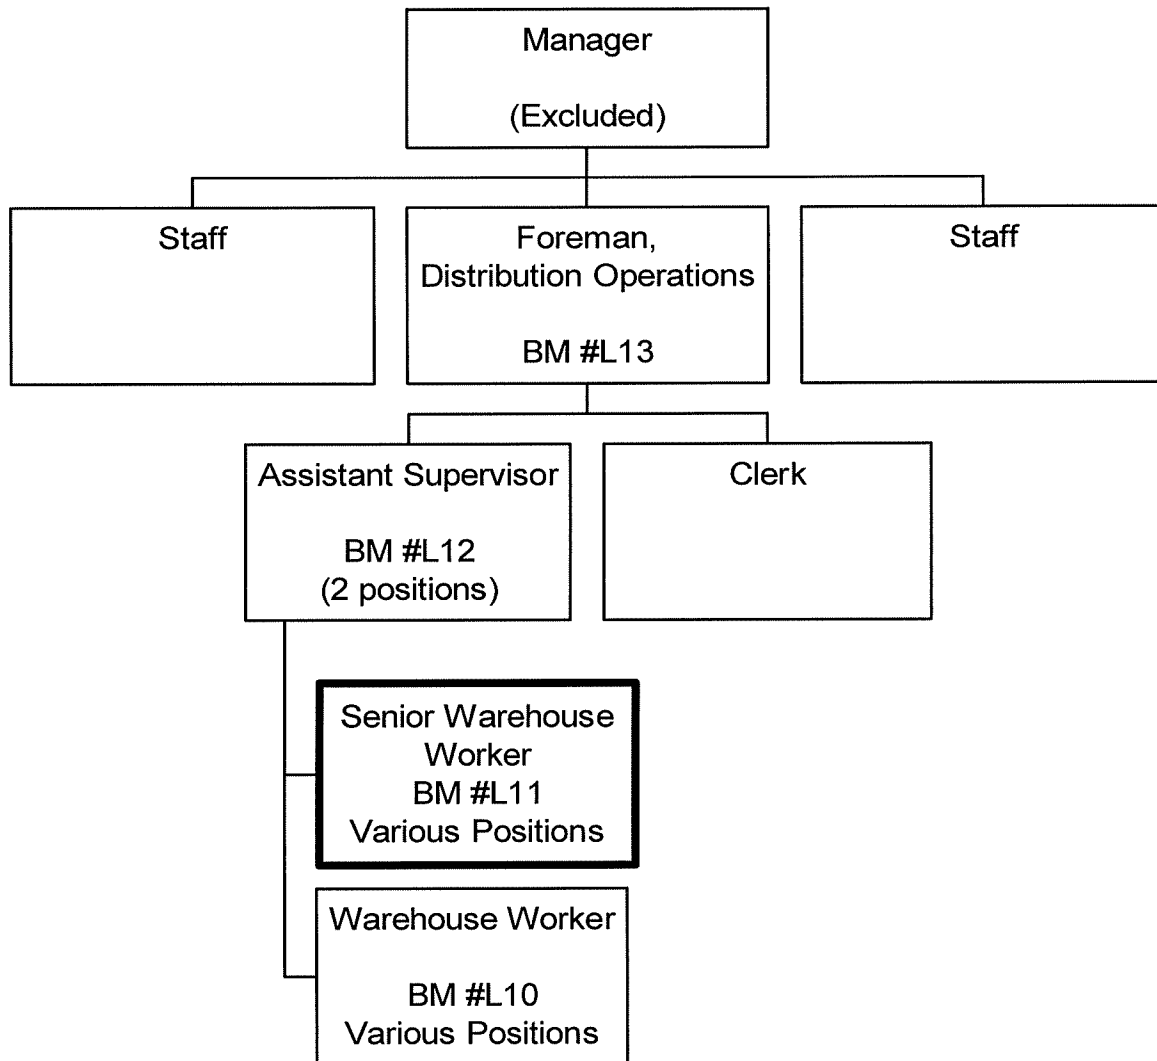 Manager
(Excluded)
Staff
Foreman,
Distribution Operations
BM #L13
Staff
Assistant Supervisor
BM #L12
(2 positions)
Clerk
Senior Warehouse
Worker
BM #L11
Various Positions
Warehouse Worker
BM #L10
Various Positions